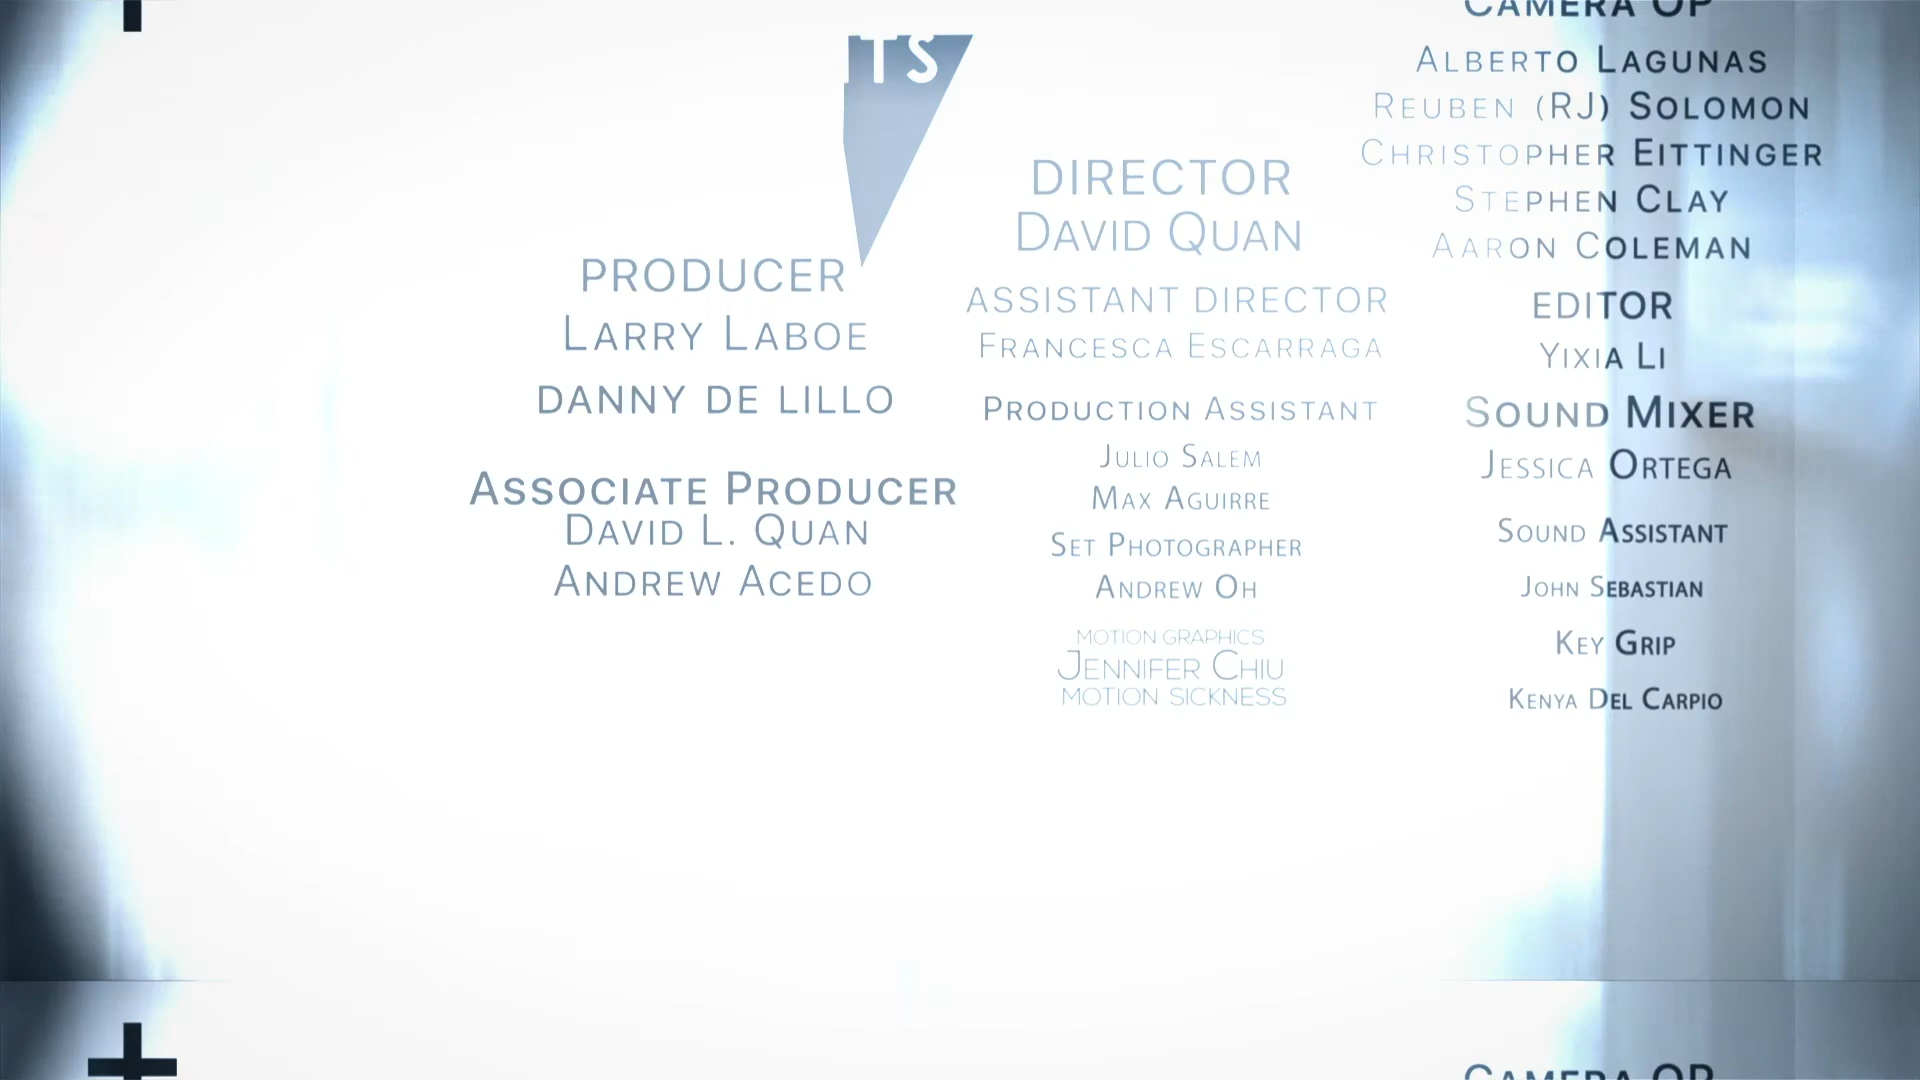 TS
PRODUCER
LARRY LABOE
DANNY DE LILLO
ASSOCIATE PRODUCER
DAVID L. QUAN
ANDREW ACEDO
DIRECTOR
DAVID QUAN
ASSISTANT DIRECTOR
FRANCESCA ESCARRAGA
PRODUCTION ASSISTANT
JULIO SALEM
MAX AGUIRRE
SET PHOTOGRAPHER
ANDREW OH
MOTION GRAPHICS
JENNIFER CHIU
MOTION SICKNESS
CAMERA OP
ALBERTO LAGUNAS
REUBEN (RJ) SOLOMON
CHRISTOPHER EITTINGER
STEPHEN CLAY
AARON COLEMAN
EDITOR
YIXIA LI
SOUND MIXER
JESSICA ORTEGA
SOUND ASSISTANT
JOHN SEBASTIAN
KEY GRIP
KENYA DEL CARPIO
CAMERA OP